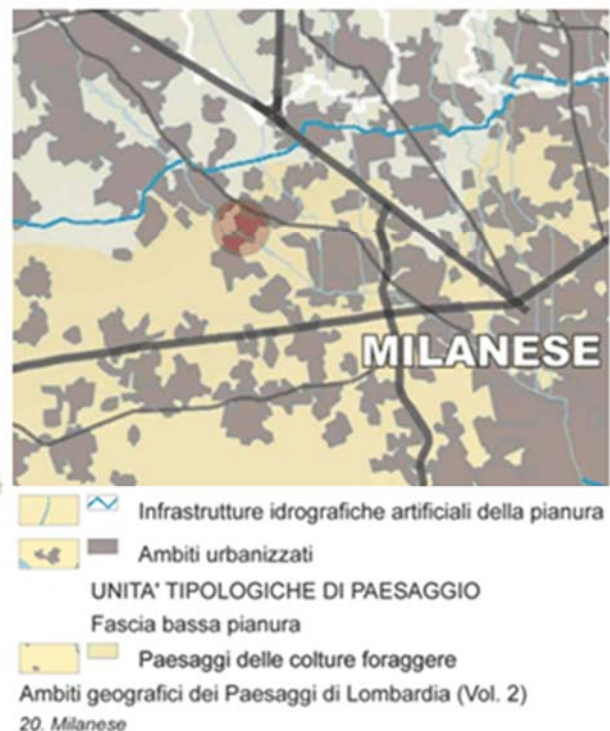 MILANESE
Infrastrutture idrografiche artificiali della pianura
Ambiti urbanizzati
UNITA' TIPOLOGICHE DI PAESAGGIO
Fascia bassa pianura
Paesaggi delle colture foraggere
Ambiti geografici dei Paesaggi di Lombardia (Vol. 2)
20. Milanese